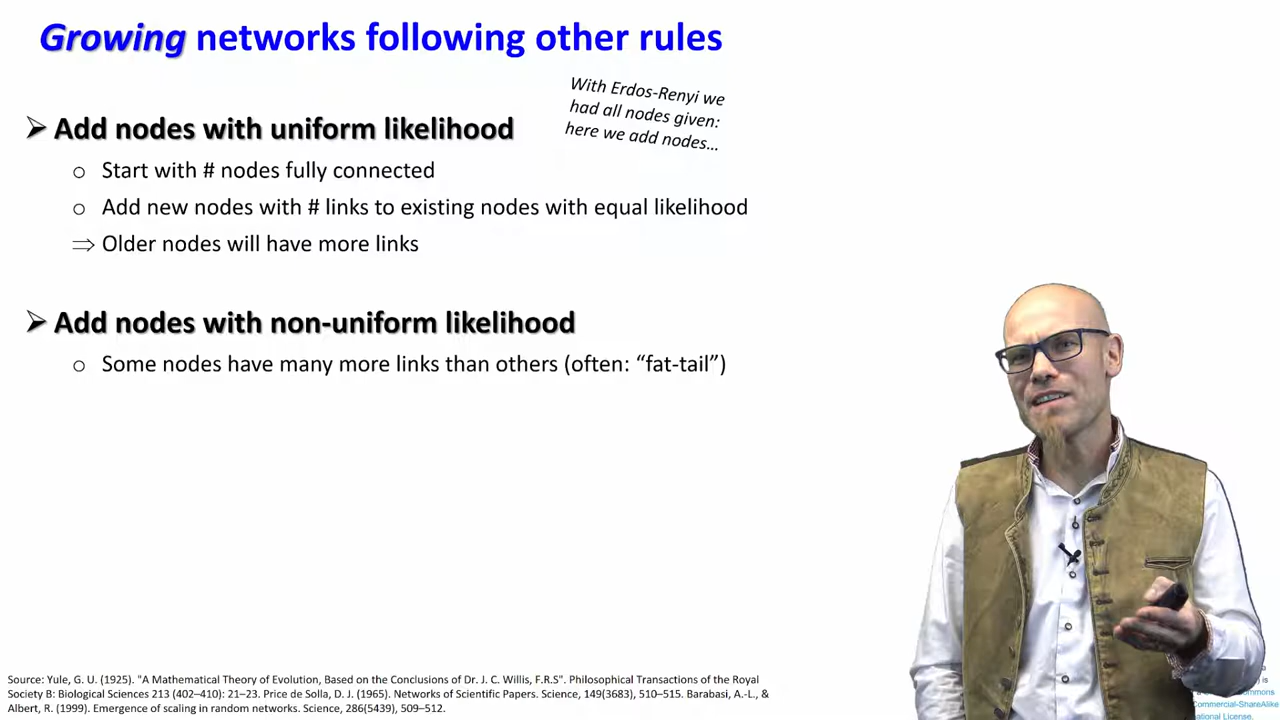 Growing networks following other rules
With Erdos-Renyi we
had all nodes given:
here we add nodes...
➢ Add nodes with uniform likelihood
o Start with # nodes fully connected
o Add new nodes with # links to existing nodes with equal likelihood
⇒ Older nodes will have more links
➢ Add nodes with non-uniform likelihood
o Some nodes have many more links than others (often: “fat-tail”)
Source: Yule, G. U. (1925). "A Mathematical Theory of Evolution, Based on the Conclusions of Dr. J. C. Willis, F.R.S". Philosophical Transactions of the Royal
Society B: Biological Sciences 213 (402–410): 21–23. Price de Solla, D. J. (1965). Networks of Scientific Papers. Science, 149(3683), 510–515. Barabasi, A.-L., &
Albert, R. (1999). Emergence of scaling in random networks. Science, 286(5439), 509–512.
is
Commercial-ShareAlike
License.